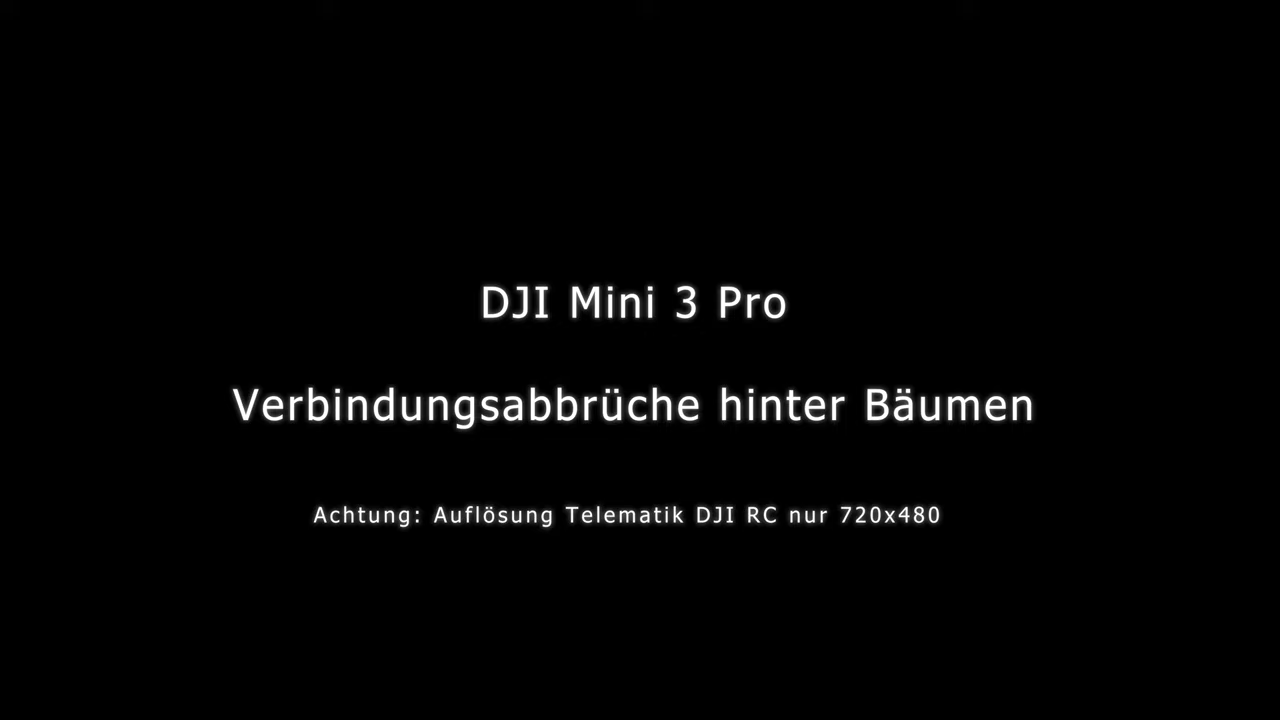 DJI Mini 3 Pro
Verbindungsabbrüche hinter Bäumen
Achtung: Auflösung Telematik DJI RC nur 720x480